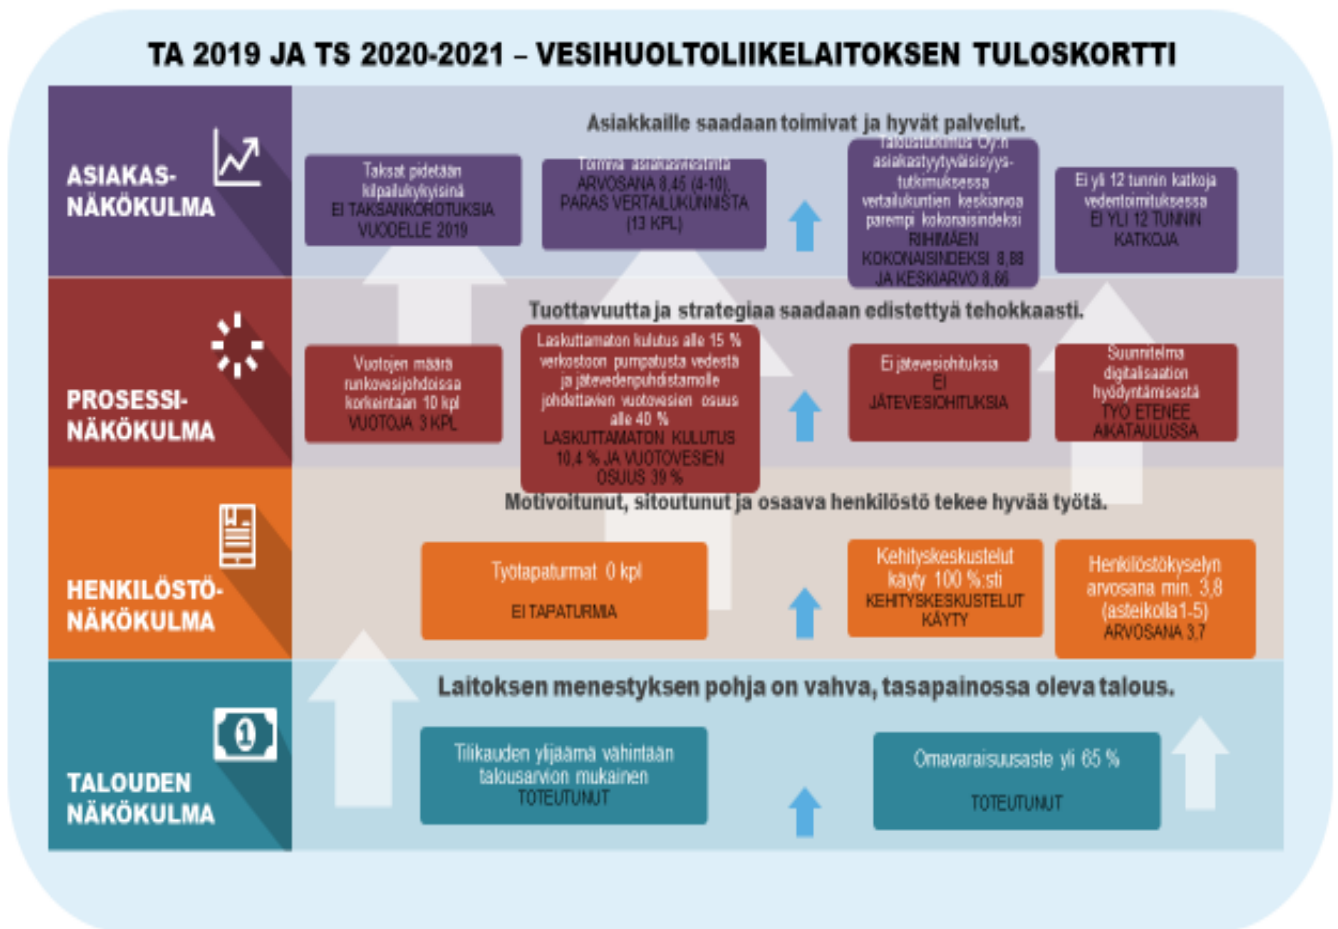 TA 2019 JA TS 2020-2021 – VESIHUOLTOLIIKELAITOKSEN TULOSKORTTI
ASIAKAS-
NÄKÖKULMA
Asiakkaille saadaan toimivat ja hyvät palvelut.
Taksat pidetään
kilpailukykyisinä
EI TAKSANKOROTUKSIA
VUODELLE 2019
Toimiva asiakasviestintä
ARVOSANA 8,45 (4-10),
PARAS VERTAILUKUNNISTA
(13 KPL)
Taloustutkimus Oy:n
asiakastyytyväisyys-
tutkimuksessa
vertailukuntien keskiarvoa
parempi kokonaisindeksi
RIIHIMÄEN
KOKONAISINDEKSI 8,88
JA KESKIARVO 8,66
Ei yli 12 tunnin katkoja
vedentoimituksessa
EI YLI 12 TUNNIN
KATKOJA
PROSESSI-
NÄKÖKULMA
Tuottavuutta ja strategiaa saadaan edistettyä tehokkaasti.
Vuotojen määrä
runkovesijohdoissa
korkeintaan 10 kpl
VUOTOJA 3 KPL
Laskuttamaton kulutus alle 15 %
verkostoon pumpatusta vedestä
ja jätevedenpuhdistamolle
johdettavien vuotovesien osuus
alle 40 %
LASKUTTAMATON KULUTUS
10,4 % JA VUOTOVESIEN
OSUUS 39 %
Ei jätevesiohituksia
EI
JÄTEVESIOHITUKSIA
Suunnitelma
digitalisaation
hyödyntämisestä
TYÖ ETENEE
AIKATAULUSSA
HENKILÖSTÖ-
NÄKÖKULMA
Motivoitunut, sitoutunut ja osaava henkilöstö tekee hyvää työtä.
Työtapaturmat 0 kpl
EI TAPATURMIA
Kehityskeskustelut
käyty 100 %:sti
KEHITYSKESKUSTELUT
KÄYTY
Henkilöstökyselyn
arvosana min. 3,8
(asteikolla1-5)
ARVOSANA 3,7
TALOUDEN
NÄKÖKULMA
Laitoksen menestyksen pohja on vahva, tasapainossa oleva talous.
Tilikauden ylijäämä vähintään
talousarvion mukainen
TOTEUTUNUT
Omavaraisuusaste yli 65 %
TOTEUTUNUT